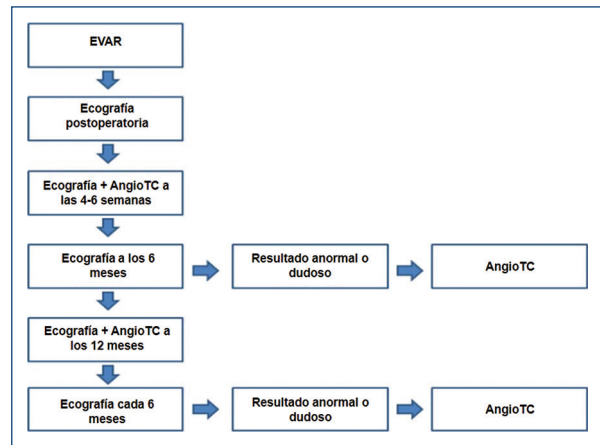 EVAR
Ecografía
postoperatoria
Ecografía + AngioTC a
las 4-6 semanas
Ecografía a los 6
meses
Resultado anormal o
dudoso
AngioTC
Ecografía + AngioTC a
los 12 meses
Ecografía cada 6
meses
Resultado anormal o
dudoso
AngioTC